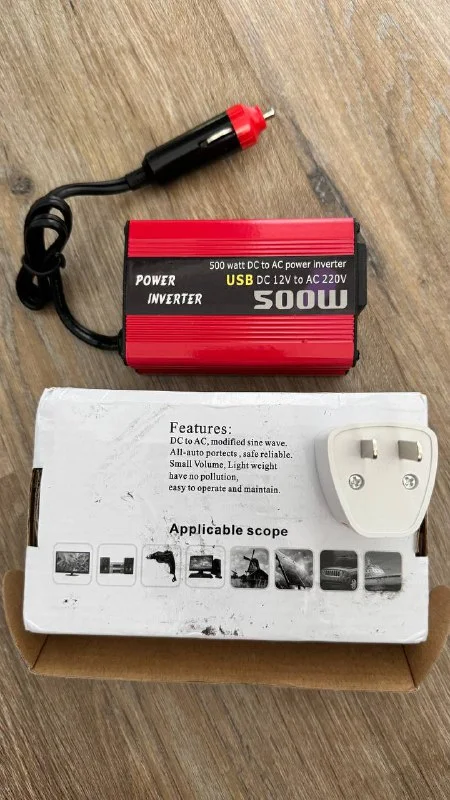 500 watt DC to AC power inverter
POWER USB DC 12V to AC 220V
INVERTER 500W
Features:
DC to AC, modified sine wave.
All-auto portects , safe reliable.
Small Volume, Light weight
have no pollution,
easy to operate and maintain.
Applicable scope